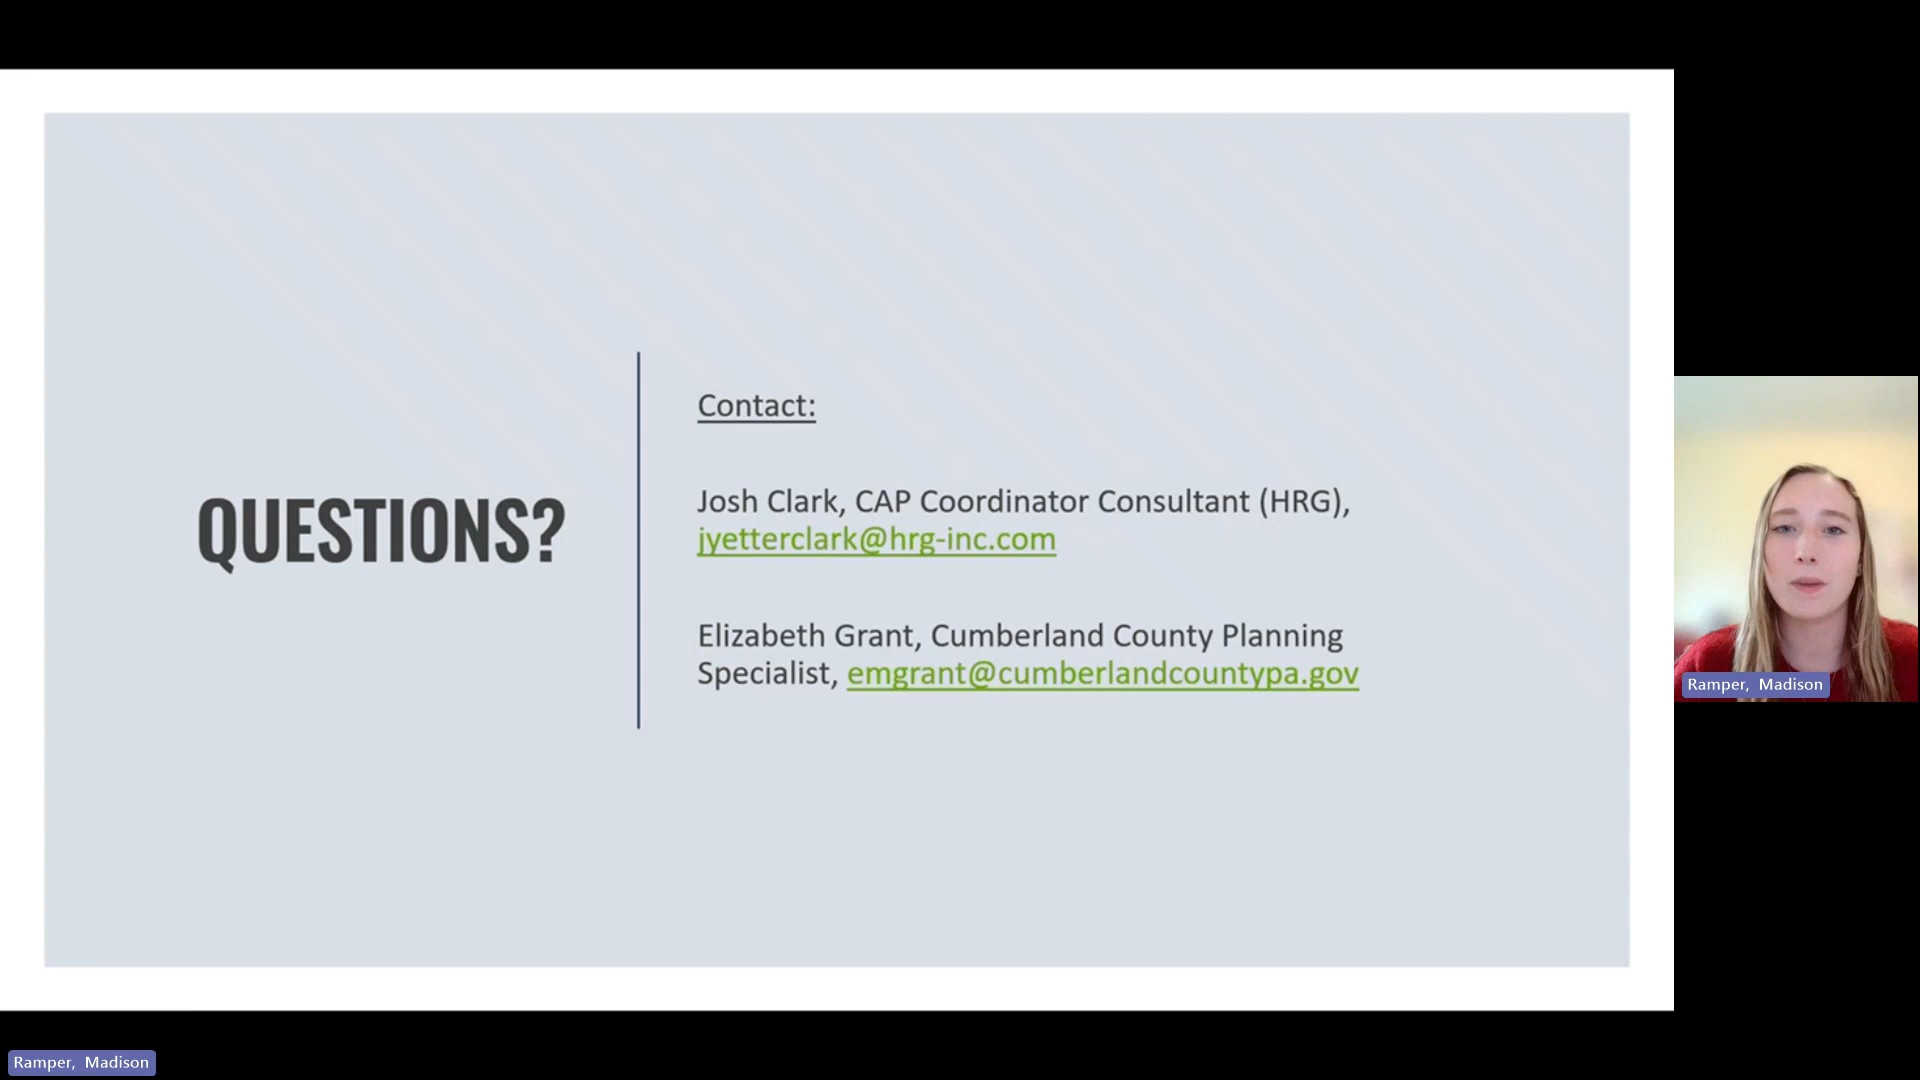 QUESTIONS?
Contact:
Josh Clark, CAP Coordinator Consultant (HRG),
jyetterclark@hrg-inc.com
Elizabeth Grant, Cumberland County Planning
Specialist, emgrant@cumberlandcountypa.gov
Ramper,  Madison
Ramper,  Madison